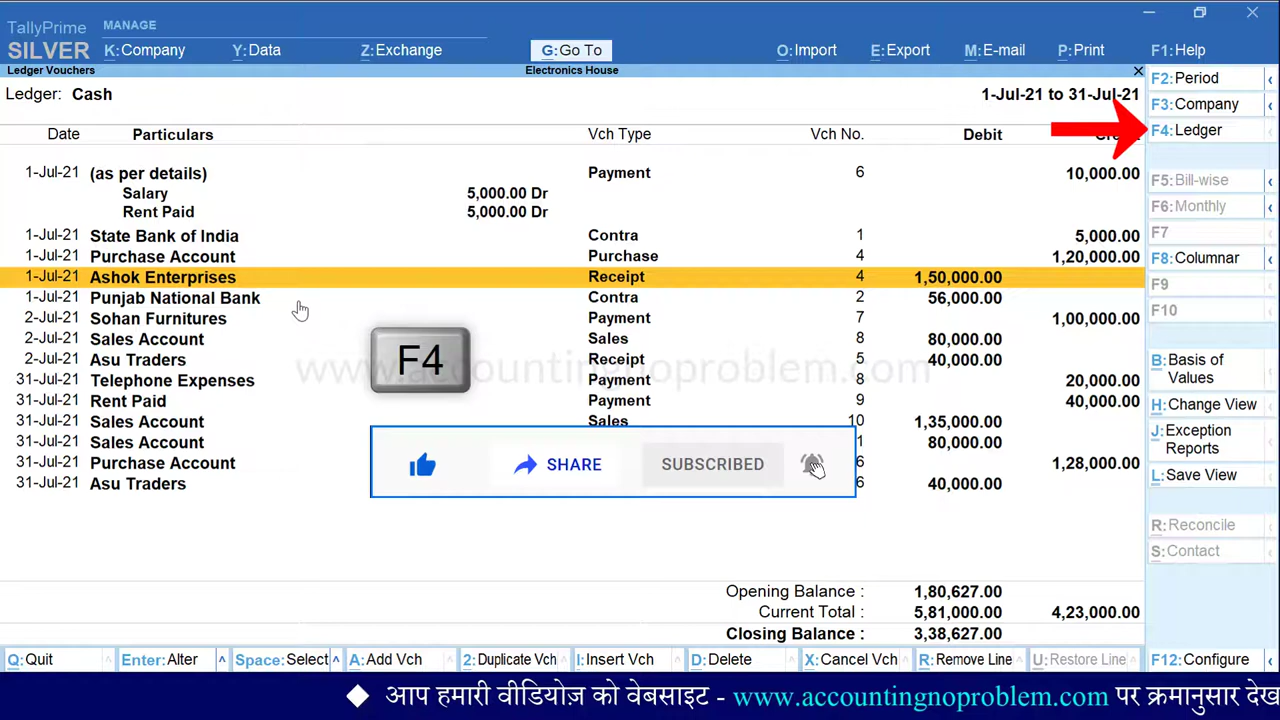 TallyPrime MANAGE
SILVER K:Company Y:Data Z:Exchange G:Go To O:Import E:Export M:E-mail P:Print F1:Help
Ledger Vouchers Electronics House
Ledger: Cash 1-Jul-21 to 31-Jul-21
Date Particulars Vch Type Vch No. Debit
1-Jul-21 (as per details) Payment 6 10,000.00
Salary 5,000.00 Dr
Rent Paid 5,000.00 Dr
1-Jul-21 State Bank of India Contra 1 5,000.00
1-Jul-21 Purchase Account Purchase 4 1,20,000.00
1-Jul-21 Ashok Enterprises Receipt 4 1,50,000.00
1-Jul-21 Punjab National Bank Contra 2 56,000.00
2-Jul-21 Sohan Furnitures Payment 7 1,00,000.00
2-Jul-21 Sales Account Sales 8 80,000.00
2-Jul-21 Asu Traders Receipt 5 40,000.00
31-Jul-21 Telephone Expenses Payment 8 20,000.00
31-Jul-21 Rent Paid Payment 9 40,000.00
31-Jul-21 Sales Account Sales 10 1,35,000.00
31-Jul-21 Sales Account 1 80,000.00
31-Jul-21 Purchase Account 6 1,28,000.00
31-Jul-21 Asu Traders 6 40,000.00
F4
www.accountingnoproblem.com
SHARE SUBSCRIBED
Opening Balance : 1,80,627.00
Current Total : 5,81,000.00 4,23,000.00
Closing Balance : 3,38,627.00
F2:Period
F3:Company
F4:Ledger
F5:Bill-wise
F6:Monthly
F7
F8:Columnar
F9
F10
B:Basis of
Values
H:Change View
J:Exception
Reports
L:Save View
R:Reconcile
S:Contact
Q:Quit Enter:Alter Space:Select A:Add Vch 2:Duplicate Vch I:Insert Vch D:Delete X:Cancel Vch R:Remove Line U:Restore Line F12:Configure
आप हमारी वीडियोज़ को वेबसाइट - www.accountingnoproblem.com पर क्रमानुसार देख